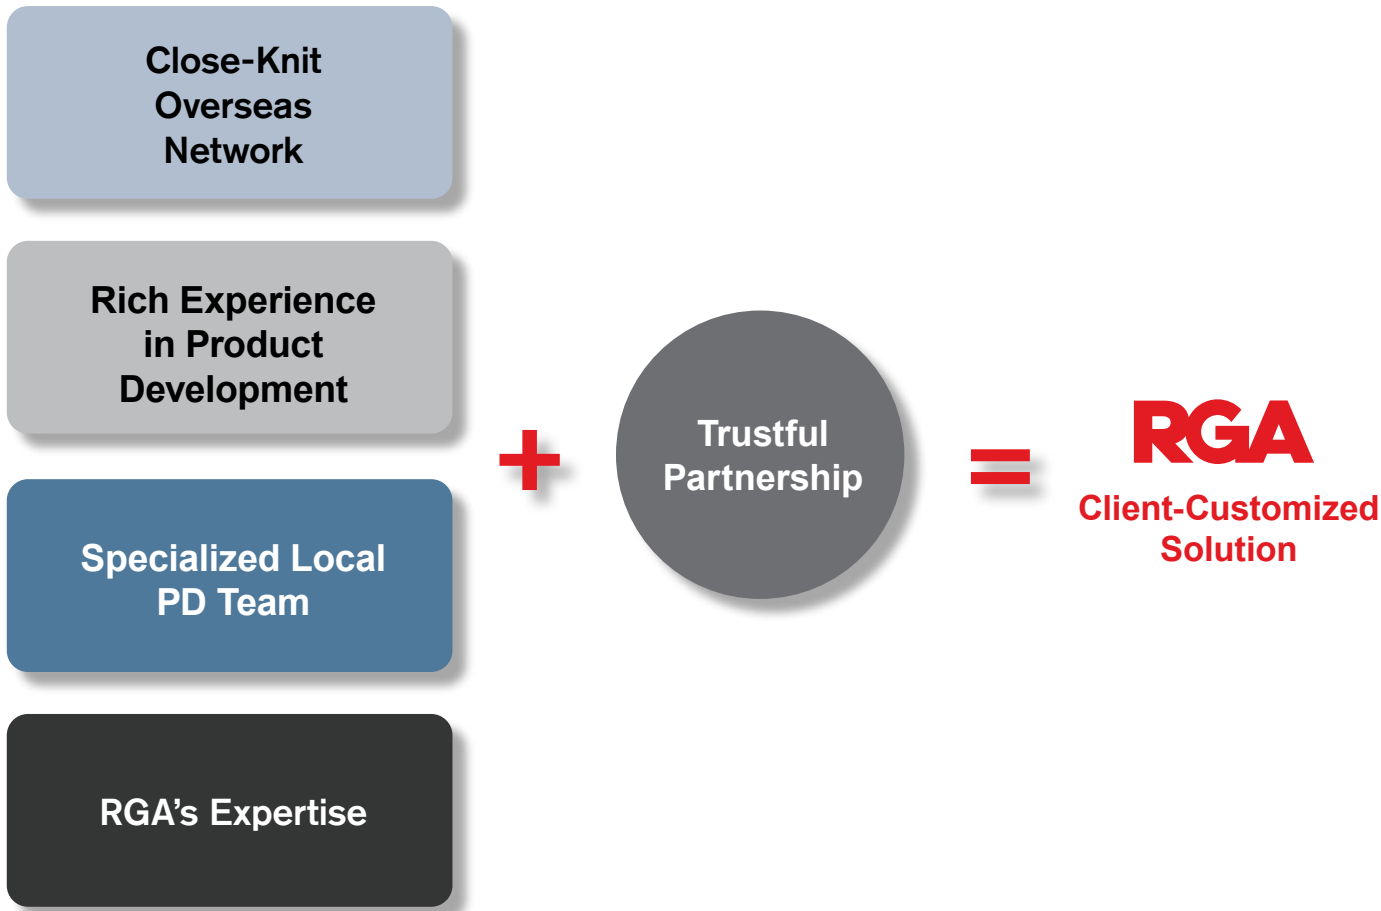 Close-Knit
Overseas
Network
Rich Experience
in Product
Development
Specialized Local
PD Team
RGA’s Expertise
+
Trustful
Partnership
=
RGA
Client-Customized
Solution